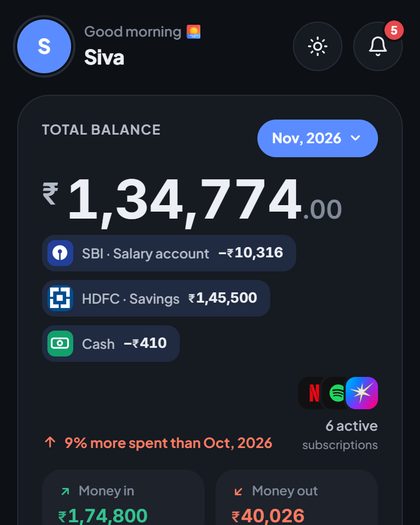 S
Good morning 🌅
Siva
5
TOTAL BALANCE
Nov, 2026
₹1,34,774.00
SBI · Salary account −₹10,316
HDFC · Savings ₹1,45,500
Cash −₹410
N
6 active
subscriptions
↑ 9% more spent than Oct, 2026
↗ Money in
₹1,74,800
↙ Money out
₹40,026